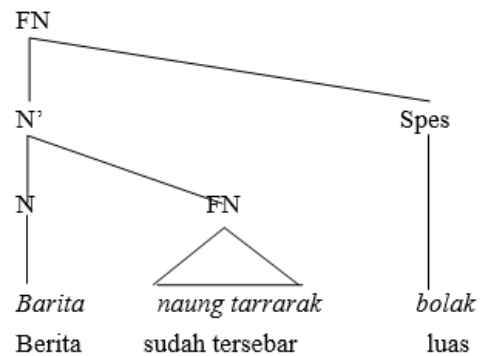 FN
N’ Spes
N FN
Barita naung tarrarak bolak
Berita sudah tersebar luas